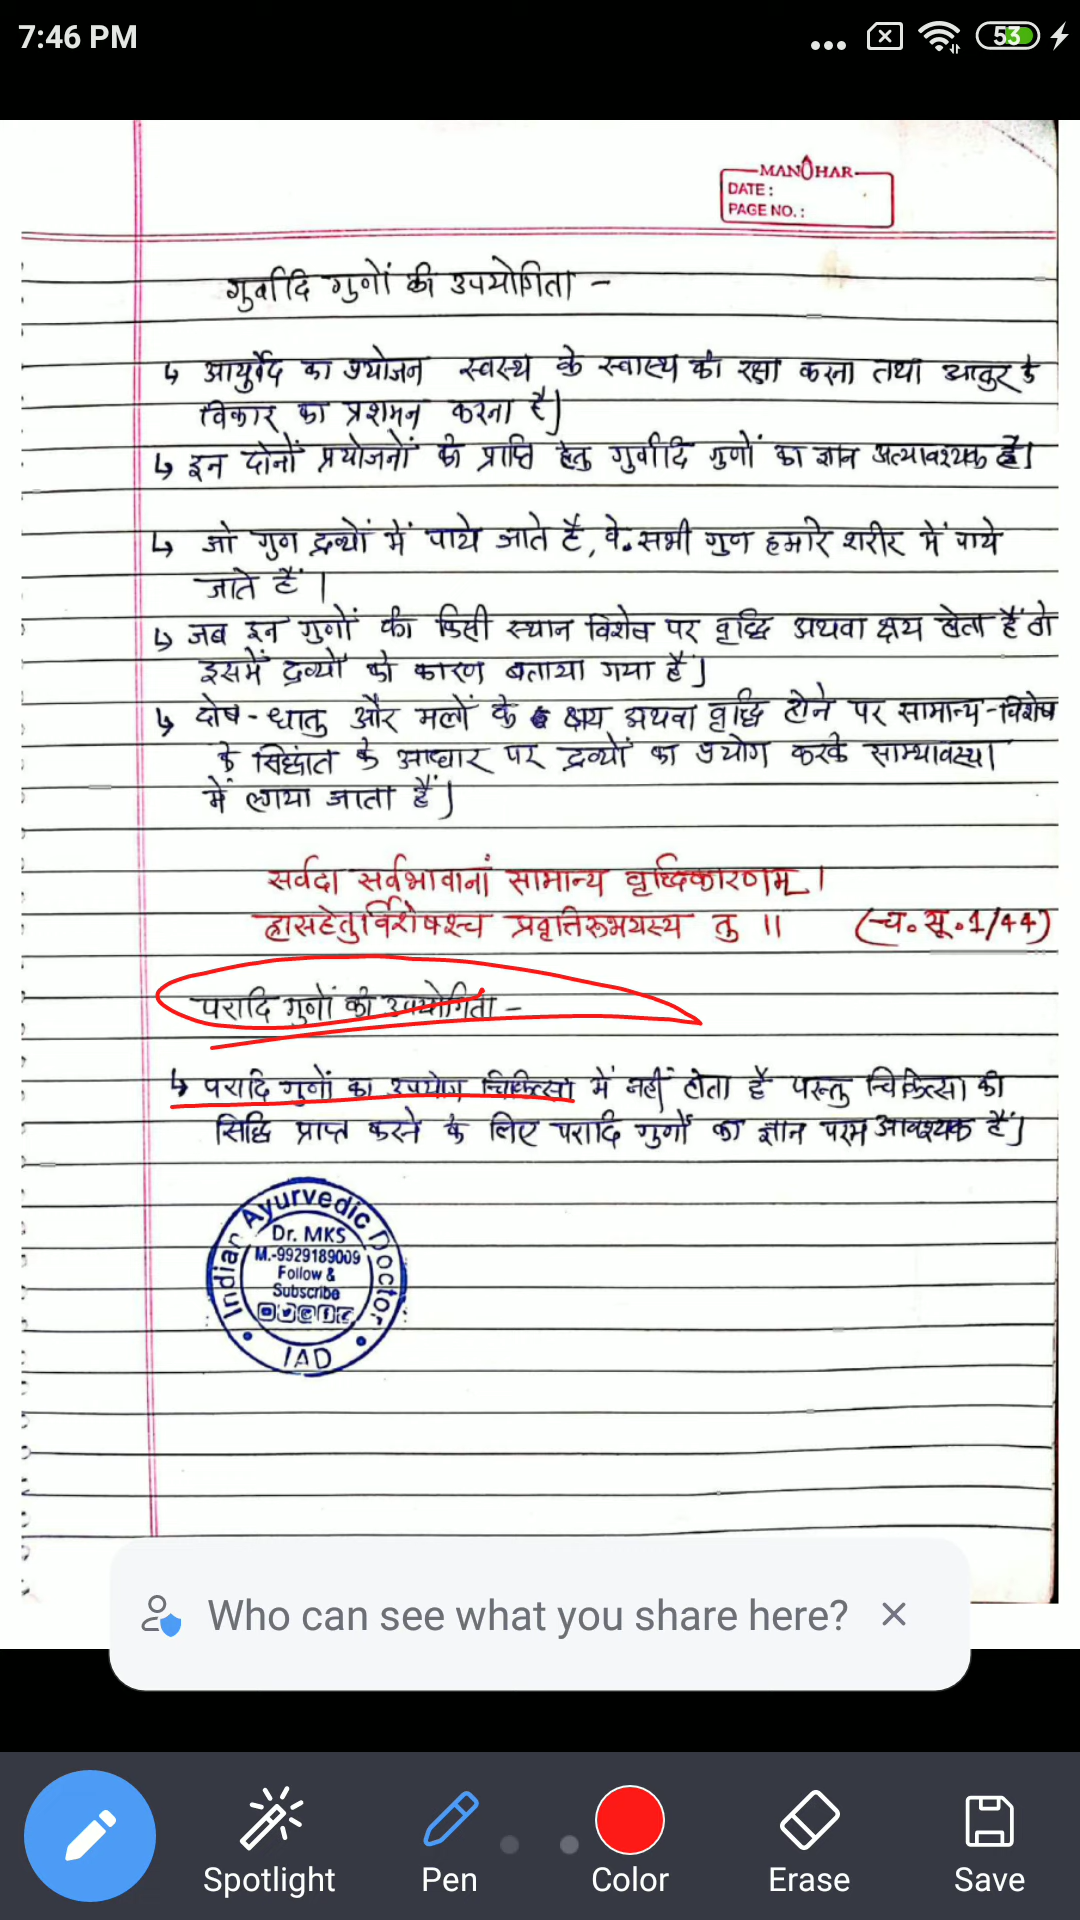 7:46 PM
53
MANOHAR
DATE :
PAGE NO. :
गुर्वादि गुणों की उपयोगिता -
↳ आयुर्वेद का प्रयोजन स्वस्थ के स्वास्थ्य की रक्षा करना तथा आतुर के
विकार का प्रशमन करना है।
↳ इन दोनों प्रयोजनों की प्राप्ति हेतु गुर्वादि गुणों का ज्ञान अत्यावश्यक है।
↳ जो गुण द्रव्यों में पाये जाते है, वे सभी गुण हमारे शरीर में पाये
जाते हैं ।
↳ जब इन गुणों की किसी स्थान विशेष पर वृद्धि अथवा क्षय होता हैं तो
इसमें द्रव्यों को कारण बताया गया है।
↳ दोष - धातु और मलों के क्षय अथवा वृद्धि होने पर सामान्य - विशेष
के सिद्धांत के आधार पर द्रव्यों का प्रयोग करके साम्यावस्था
में लाया जाता हैं।
सर्वदा सर्वभावानां सामान्य वृद्धिकारणम् ।
ह्रासहेतुर्विशेषश्च प्रवृत्तिरुभयस्य तु ॥ (च. सू. 1/44)
परादि गुणों की उपयोगिता -
↳ परादि गुणों का उपयोग चिकित्सा में नहीं होता है परन्तु चिकित्सा की
सिद्धि प्राप्त करने के लिए परादि गुणों का ज्ञान परम आवश्यक हैं।
Indian Ayurvedic Doctor
Dr. MKS
M.-9929189009
Follow &
Subscribe
IAD
Who can see what you share here?
Spotlight Pen Color Erase Save